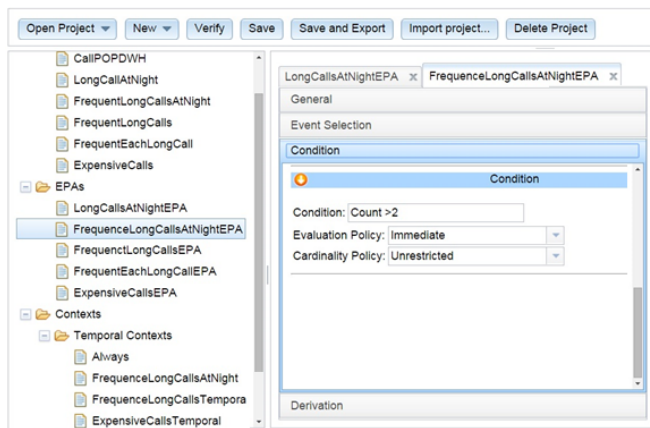 Open Project New Verify Save Save and Export Import project... Delete Project
CallPOPDWH
LongCallAtNight
FrequentLongCallsAtNight
FrequentLongCalls
FrequentEachLongCall
ExpensiveCalls
EPAs
LongCallsAtNightEPA
FrequenceLongCallsAtNightEPA
FrequenctLongCallsEPA
FrequentEachLongCallEPA
ExpensiveCallsEPA
Contexts
Temporal Contexts
Always
FrequenceLongCallsAtNight
FrequenceLongCallsTempora
ExpensiveCallsTemporal
LongCallsAtNightEPA x FrequenceLongCallsAtNightEPA x
General
Event Selection
Condition
Condition
Condition: Count >2
Evaluation Policy: Immediate
Cardinality Policy: Unrestricted
Derivation